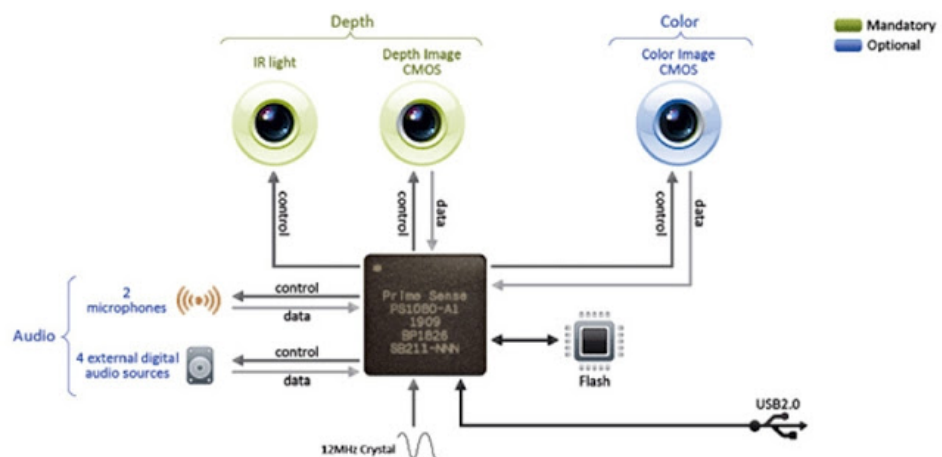 Depth
Color
Mandatory
Optional
IR light
Depth Image
CMOS
Color Image
CMOS
control
control
data
control
data
Audio
2
microphones
control
data
4 external digital
audio sources
control
data
Prime Sense
PS1080-A1
1909
BP1826
SB211-NNN
Flash
12MHz Crystal
USB2.0